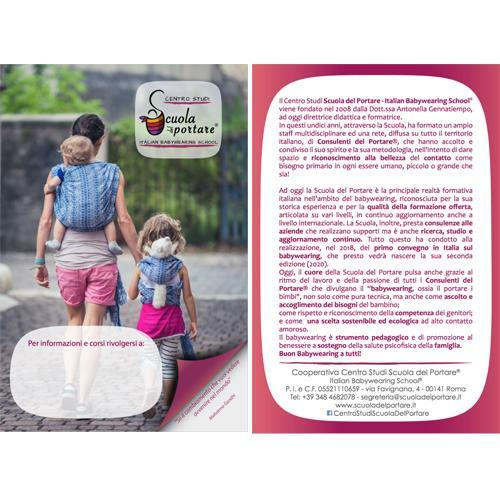 CENTRO STUDI
Scuola
del
Portare®
ITALIAN BABYWEARING SCHOOL
Per informazioni e corsi rivolgersi a:
"Sii il cambiamento che vuoi vedere
avvenire nel mondo"
Mahatma Gandhi
Il Centro Studi Scuola del Portare - Italian Babywearing School®
viene fondato nel 2008 dalla Dott.ssa Antonella Gennatiempo,
ad oggi direttrice didattica e formatrice.
In questi undici anni, attraverso la Scuola, ha formato un ampio
staff multidisciplinare ed una rete, diffusa su tutto il territorio
italiano, di Consulenti del Portare®, che hanno accolto e
condiviso il suo spirito e la sua metodologia, nell'intento di dare
spazio e riconoscimento alla bellezza del contatto come
bisogno primario in ogni essere umano, piccolo o grande che
sia!
Ad oggi la Scuola del Portare è la principale realtà formativa
italiana nell'ambito del babywearing, riconosciuta per la sua
storica esperienza e per la qualità della formazione offerta,
articolata su vari livelli, in continuo aggiornamento anche a
livello internazionale. La Scuola, inoltre, presta consulenze alle
aziende che realizzano supporti ma è anche ricerca, studio e
aggiornamento continuo. Tutto questo ha condotto alla
realizzazione, nel 2018, del primo convegno in Italia sul
babywearing, che presto vedrà nascere la sua seconda
edizione (2020).
Oggi, il cuore della Scuola del Portare pulsa anche grazie al
ritmo del lavoro e della passione di tutti i Consulenti del
Portare® che divulgano il "babywearing, ossia il portare i
bimbi", non solo come pura tecnica, ma anche come ascolto e
accoglimento dei bisogni del bambino;
come rispetto e riconoscimento della competenza dei genitori;
e come una scelta sostenibile ed ecologica ad alto contatto
amoroso.
Il babywearing è strumento pedagogico e di promozione al
benessere a sostegno della salute psicofisica della famiglia.
Buon Babywearing a tutti!
Cooperativa Centro Studi Scuola del Portare®
Italian Babywearing School®
P. I. e C.F. 05521110659 - via Favignana, 4 - 00141 Roma
Tel: +39 348 4682078 - segreteria@scuoladelportare.it
www.scuoladelportare.it
CentroStudiScuolaDelPortare